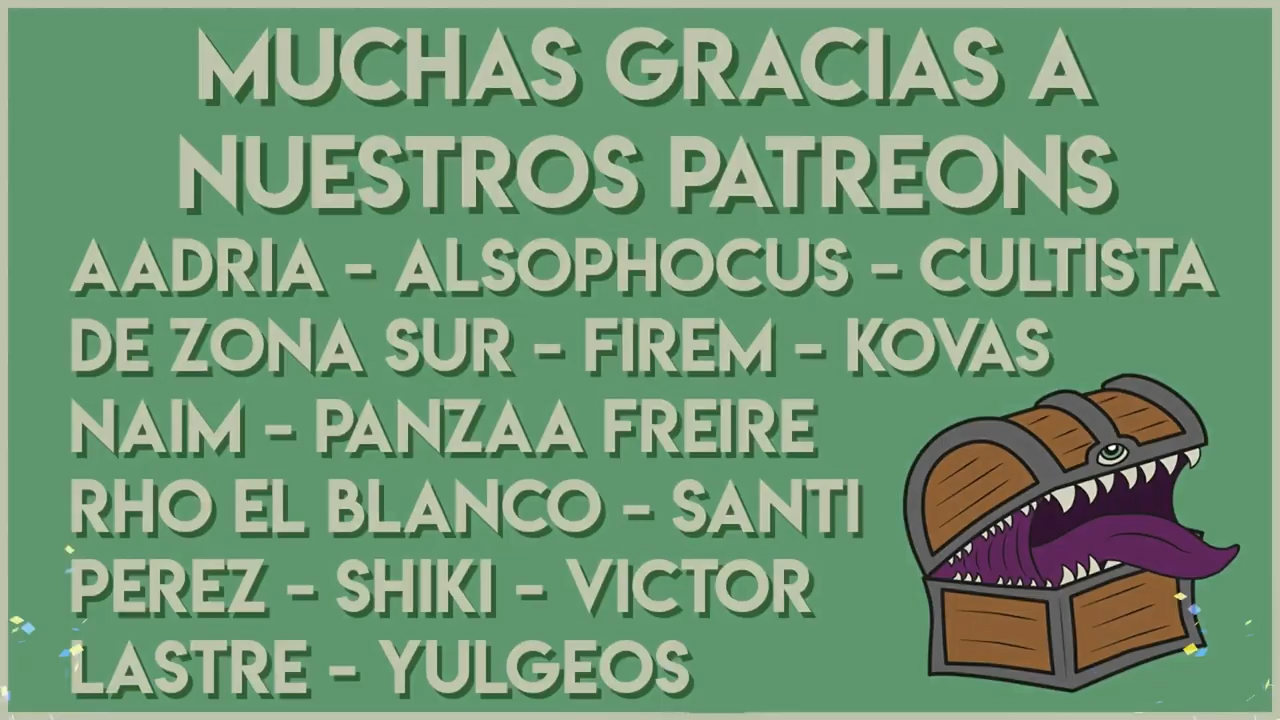 MUCHAS GRACIAS A
NUESTROS PATREONS
AADRIA - ALSOPHOCUS - CULTISTA
DE ZONA SUR - FIREM - KOVAS
NAIM - PANZAA FREIRE
RHO EL BLANCO - SANTI
PEREZ - SHIKI - VICTOR
LASTRE - YULGEOS